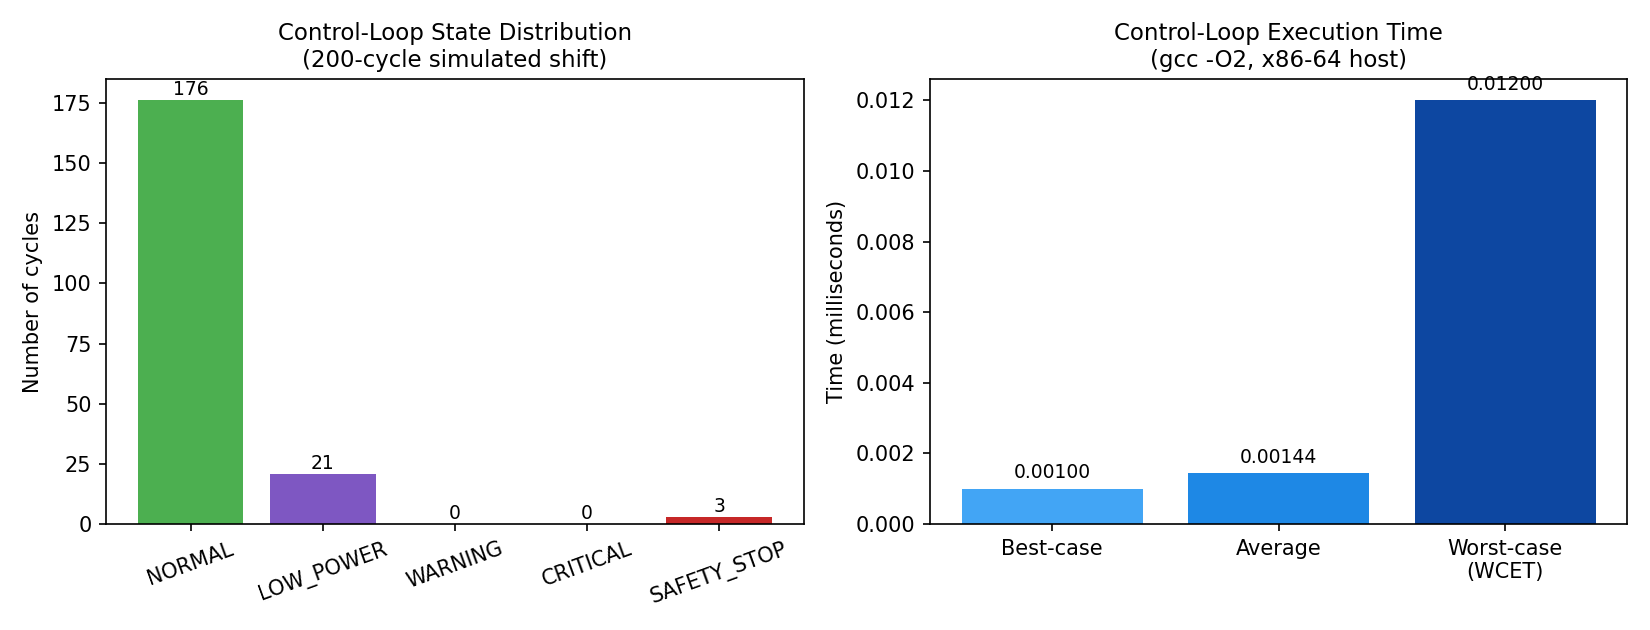 Control-Loop State Distribution
(200-cycle simulated shift)
Number of cycles
175
150
125
100
75
50
25
0
176
21
0
0
3
NORMAL
LOW_POWER
WARNING
CRITICAL
SAFETY_STOP
Control-Loop Execution Time
(gcc -O2, x86-64 host)
Time (milliseconds)
0.012
0.010
0.008
0.006
0.004
0.002
0.000
0.00100
0.00144
0.01200
Best-case
Average
Worst-case
(WCET)